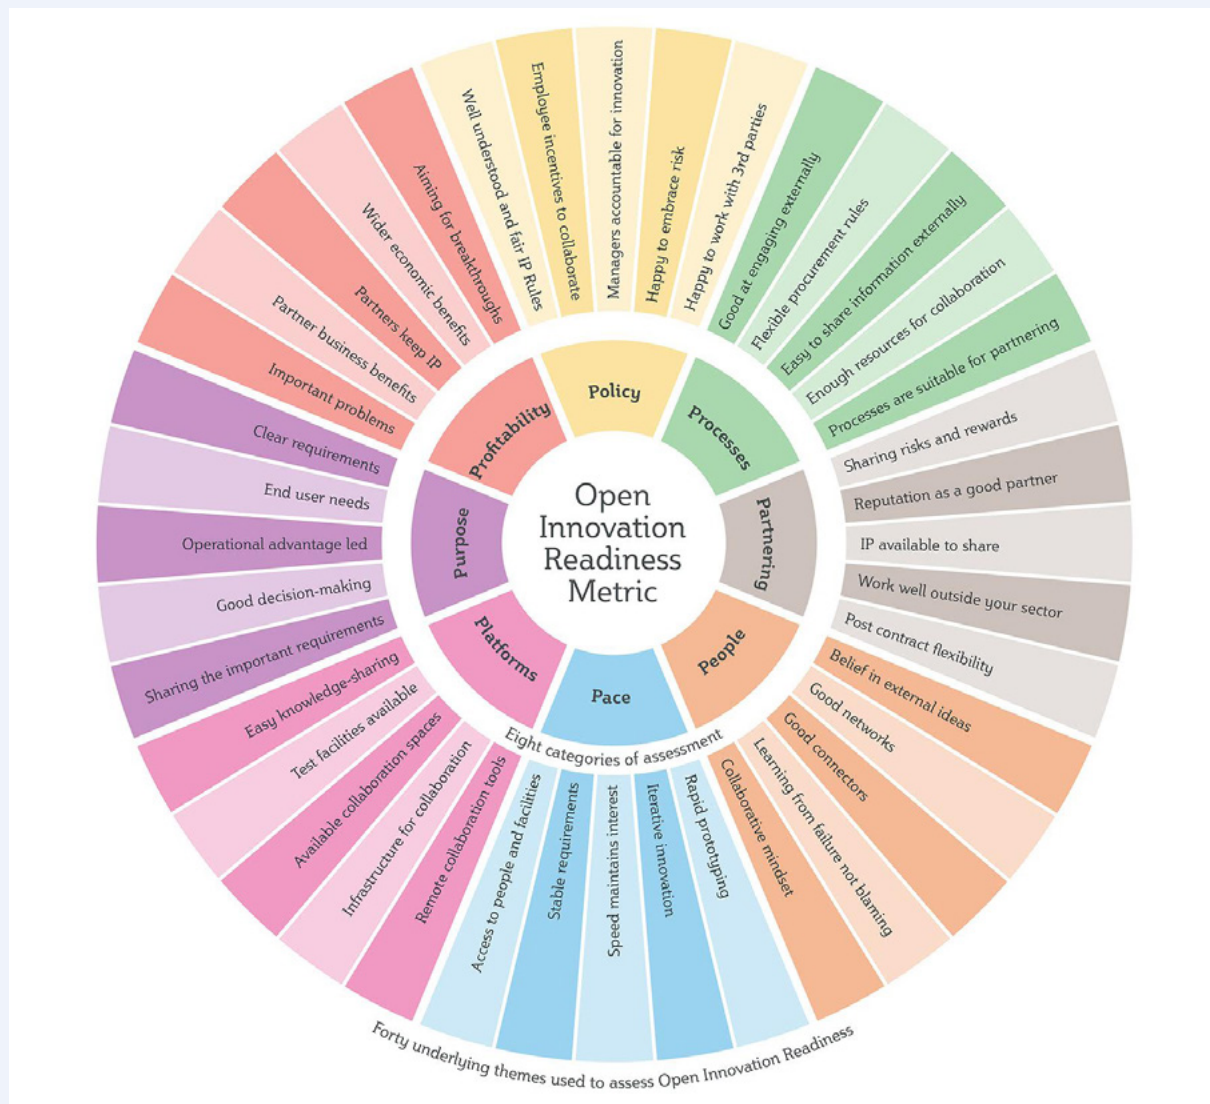 Open
Innovation
Readiness
Metric
Policy
Processes
Partnering
People
Pace
Platforms
Purpose
Profitability
Eight categories of assessment
Well understood and fair IP Rules
Employee incentives to collaborate
Managers accountable for innovation
Happy to embrace risk
Happy to work with 3rd parties
Good at engaging externally
Flexible procurement rules
Easy to share information externally
Enough resources for collaboration
Processes are suitable for partnering
Sharing risks and rewards
Reputation as a good partner
IP available to share
Work well outside your sector
Post contract flexibility
Belief in external ideas
Good networks
Good connectors
Learning from failure not blaming
Collaborative mindset
Rapid prototyping
Iterative innovation
Speed maintains interest
Stable requirements
Access to people and facilities
Remote collaboration tools
Infrastructure for collaboration
Available collaboration spaces
Test facilities available
Easy knowledge-sharing
Sharing the important requirements
Good decision-making
Operational advantage led
End user needs
Clear requirements
Important problems
Partner business benefits
Partners keep IP
Wider economic benefits
Aiming for breakthroughs
Forty underlying themes used to assess Open Innovation Readiness